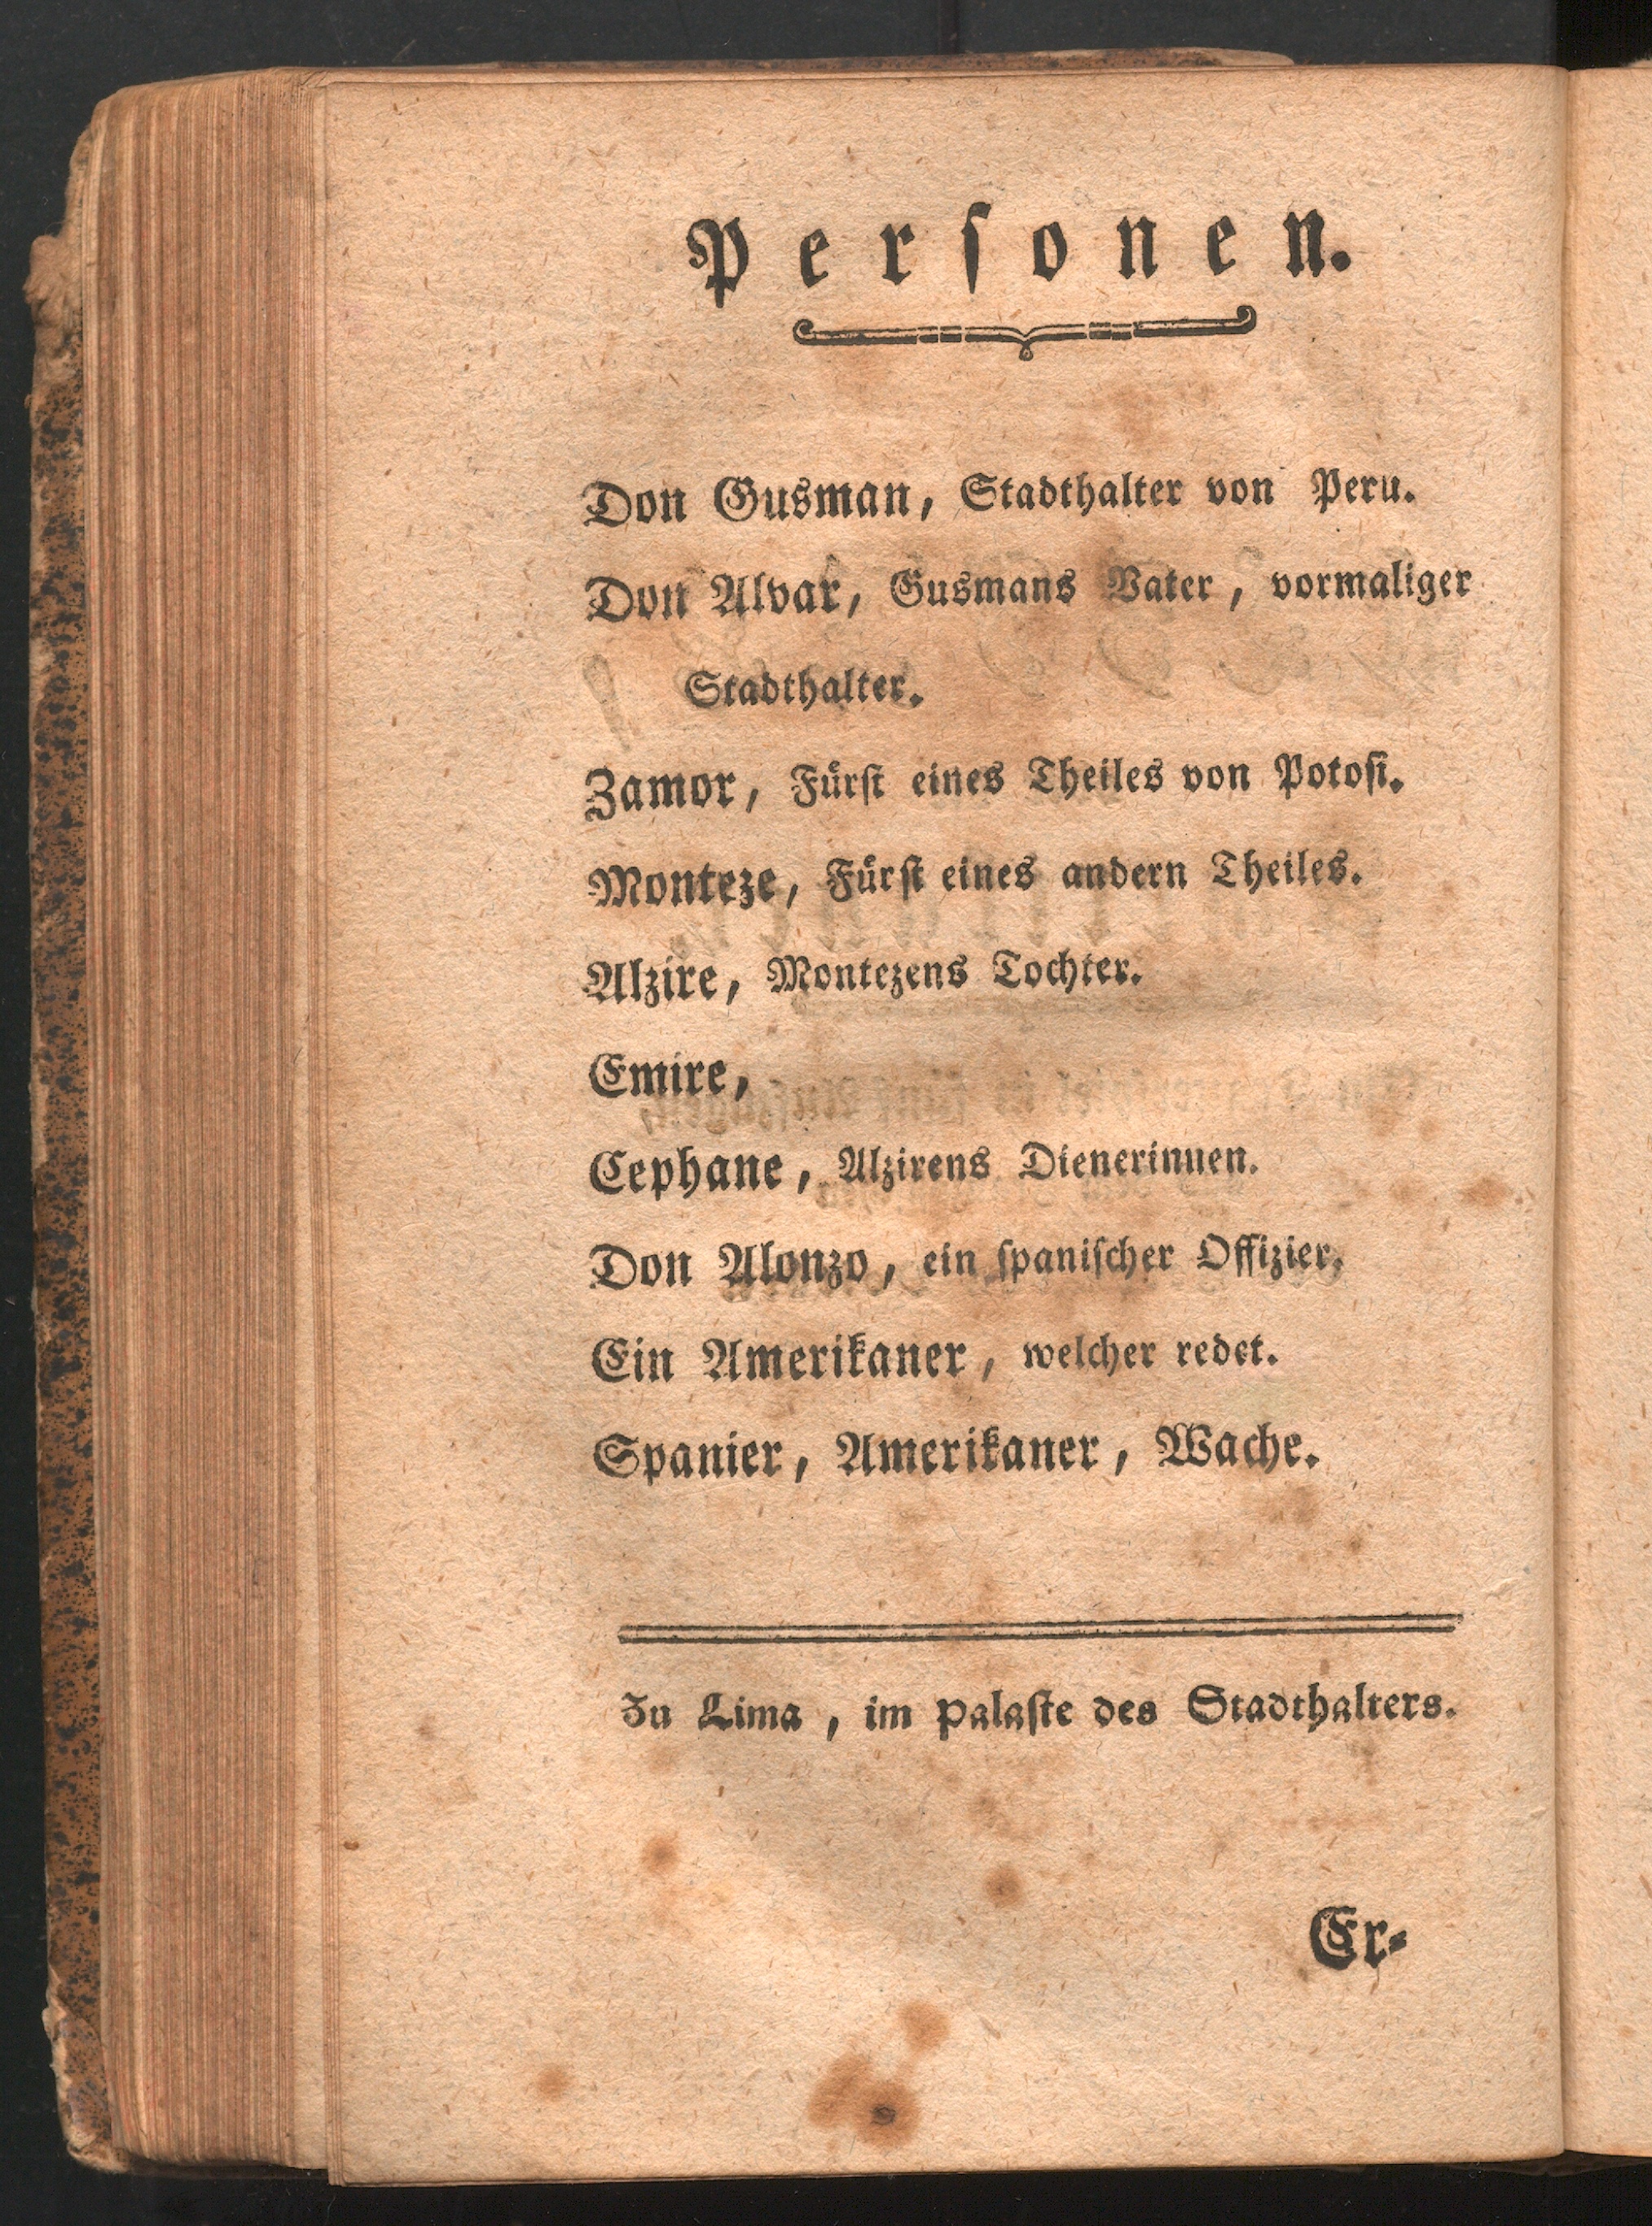 Perſonen.
Don Gusman, Stadthalter von Peru.
Don Alvar, Gusmans Vater, vormaliger
Stadthalter.
Zamor, Fürſt eines Theiles von Potoſi.
Monteze, Fürſt eines andern Theiles.
Alzire, Montezens Tochter.
Emire,
Cephane, Alzirens Dienerinnen.
Don Alonzo, ein ſpaniſcher Offizier.
Ein Amerikaner, welcher redet.
Spanier, Amerikaner, Wache.
Zu Lima, im Palaſte des Stadthalters.
Er-